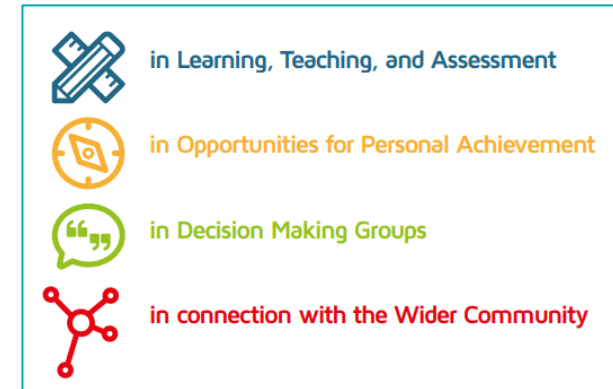 in Learning, Teaching, and Assessment
in Opportunities for Personal Achievement
in Decision Making Groups
in connection with the Wider Community